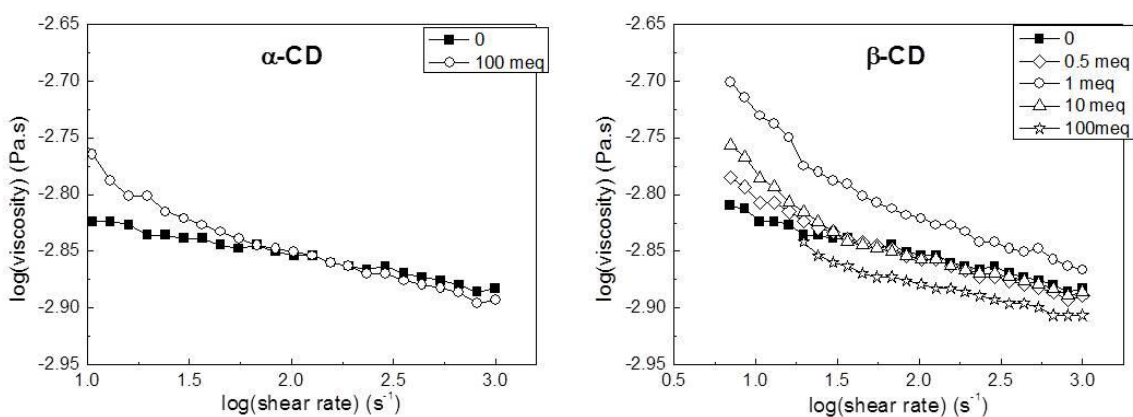 α-CD
0
100 meq
-2.65
-2.70
-2.75
-2.80
-2.85
-2.90
-2.95
log(viscosity) (Pa.s)
1.0 1.5 2.0 2.5 3.0
log(shear rate) (s⁻¹)
β-CD
0
0.5 meq
1 meq
10 meq
100meq
-2.65
-2.70
-2.75
-2.80
-2.85
-2.90
-2.95
log(viscosity) (Pa.s)
0.5 1.0 1.5 2.0 2.5 3.0
log(shear rate) (s⁻¹)